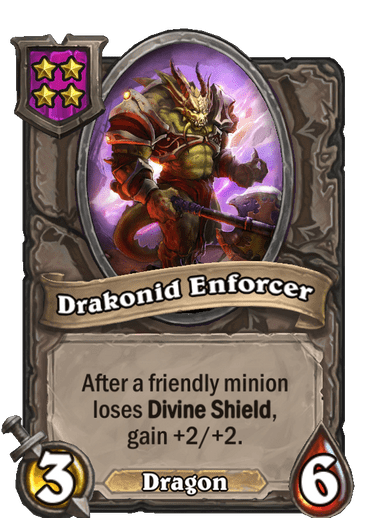 Drakonid Enforcer
After a friendly minion
loses Divine Shield,
gain +2/+2.
3
Dragon
6